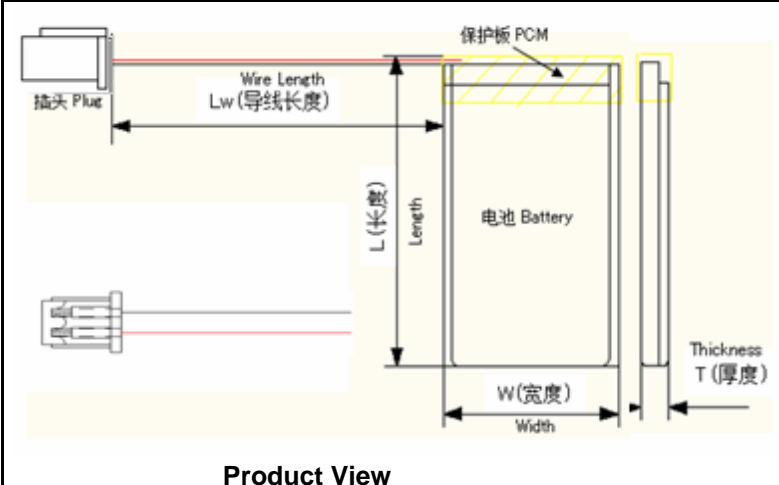 保护板 PCM
插头 Plug
Wire Length
Lw(导线长度)
L(长度)
Length
电池 Battery
Thickness
T(厚度)
W(宽度)
Width
Product View